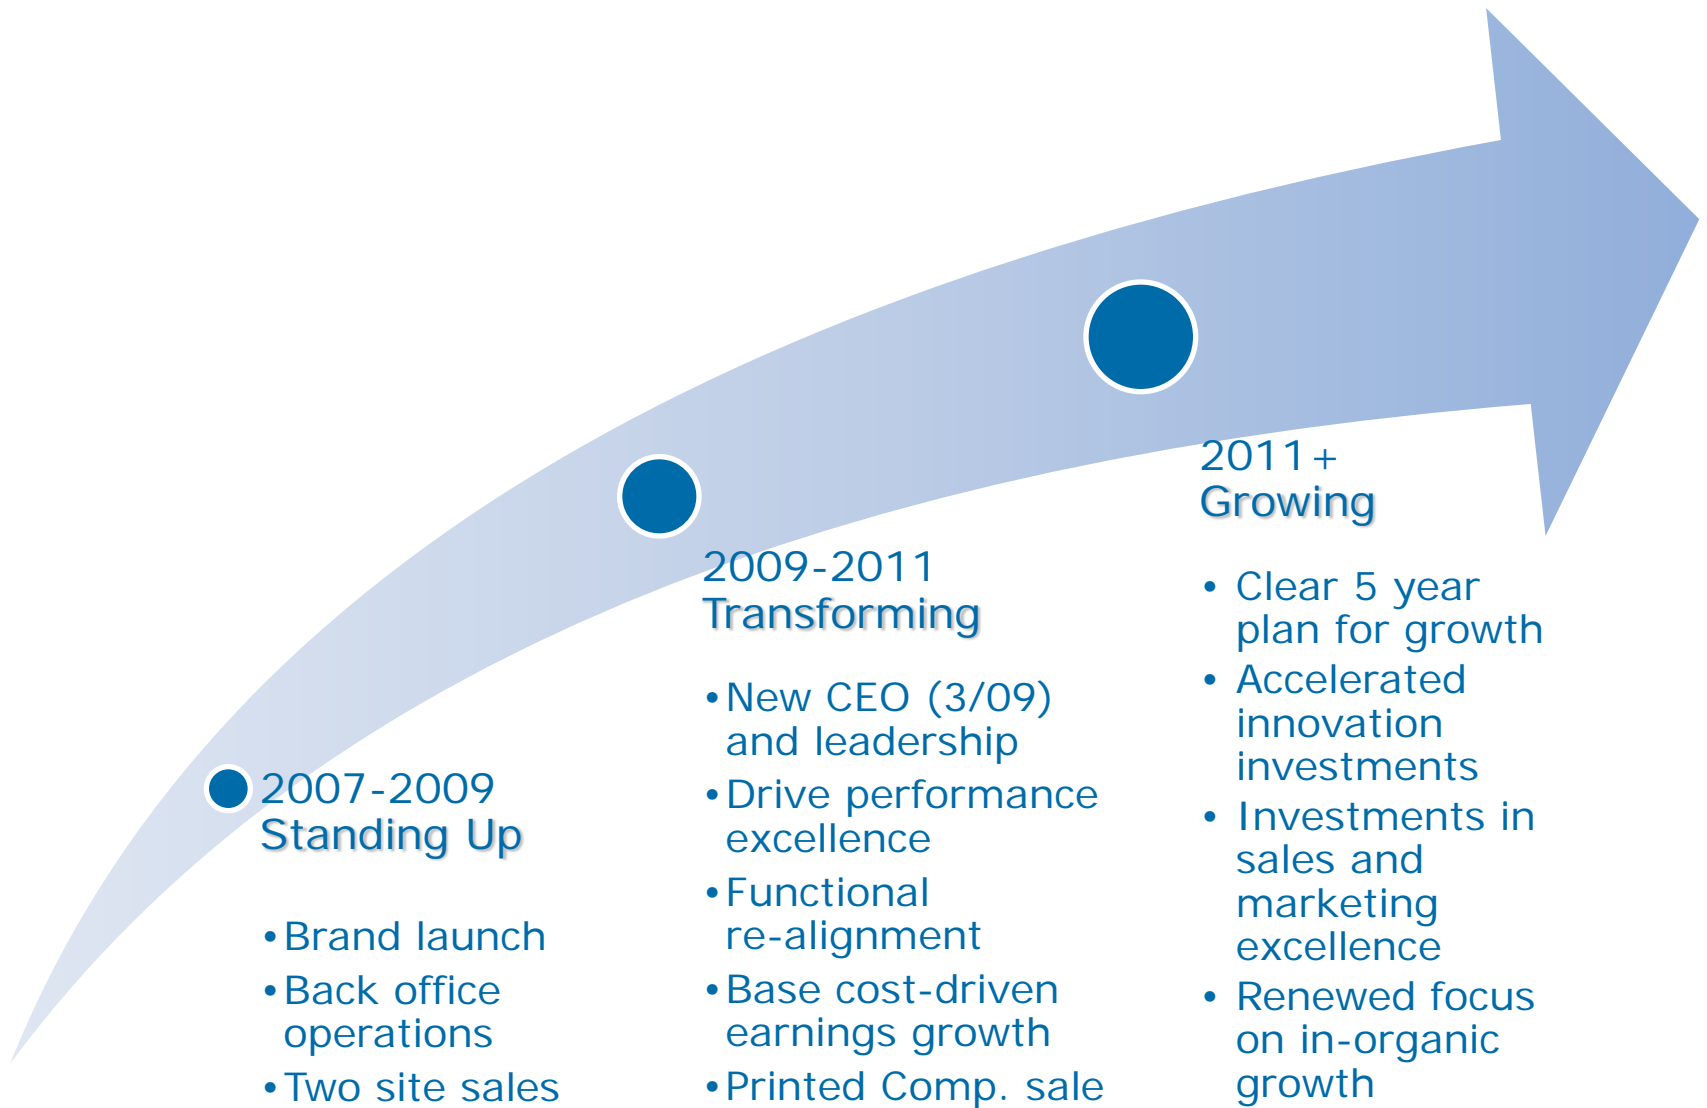 2007-2009
Standing Up
•Brand launch
•Back office
operations
•Two site sales
2009-2011
Transforming
•New CEO (3/09)
and leadership
•Drive performance
excellence
•Functional
re-alignment
•Base cost-driven
earnings growth
•Printed Comp. sale
2011+
Growing
• Clear 5 year
plan for growth
• Accelerated
innovation
investments
• Investments in
sales and
marketing
excellence
• Renewed focus
on in-organic
growth